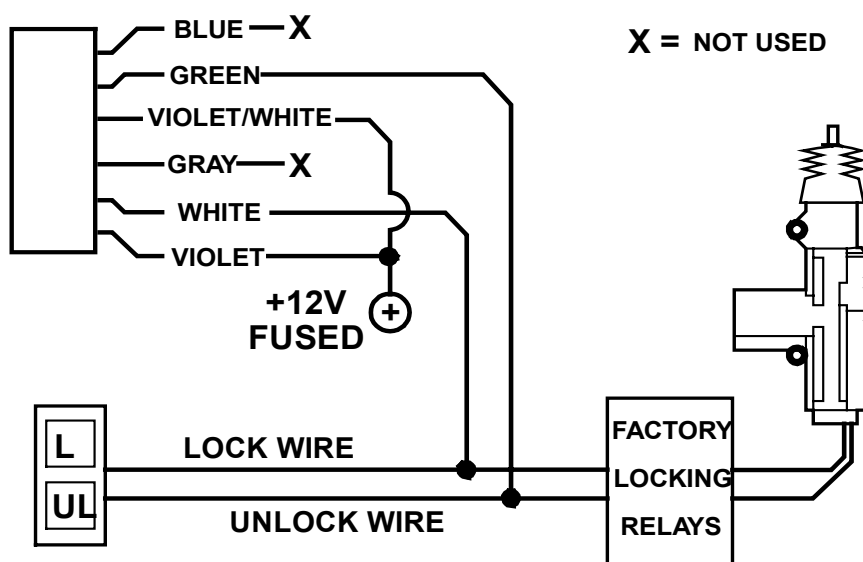 BLUE X
X = NOT USED
GREEN
VIOLET/WHITE
GRAY X
WHITE
VIOLET
+12V
FUSED
+
L
LOCK WIRE
UL
UNLOCK WIRE
FACTORY
LOCKING
RELAYS